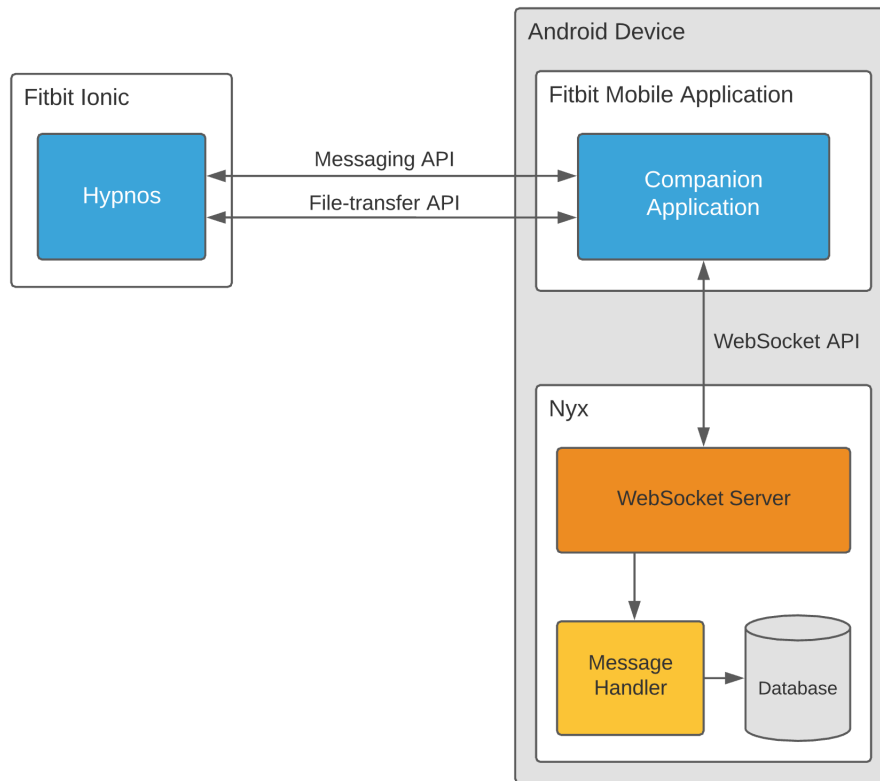 Android Device
Fitbit Ionic
Fitbit Mobile Application
Hypnos
Messaging API
File-transfer API
Companion
Application
WebSocket API
Nyx
WebSocket Server
Message
Handler
Database